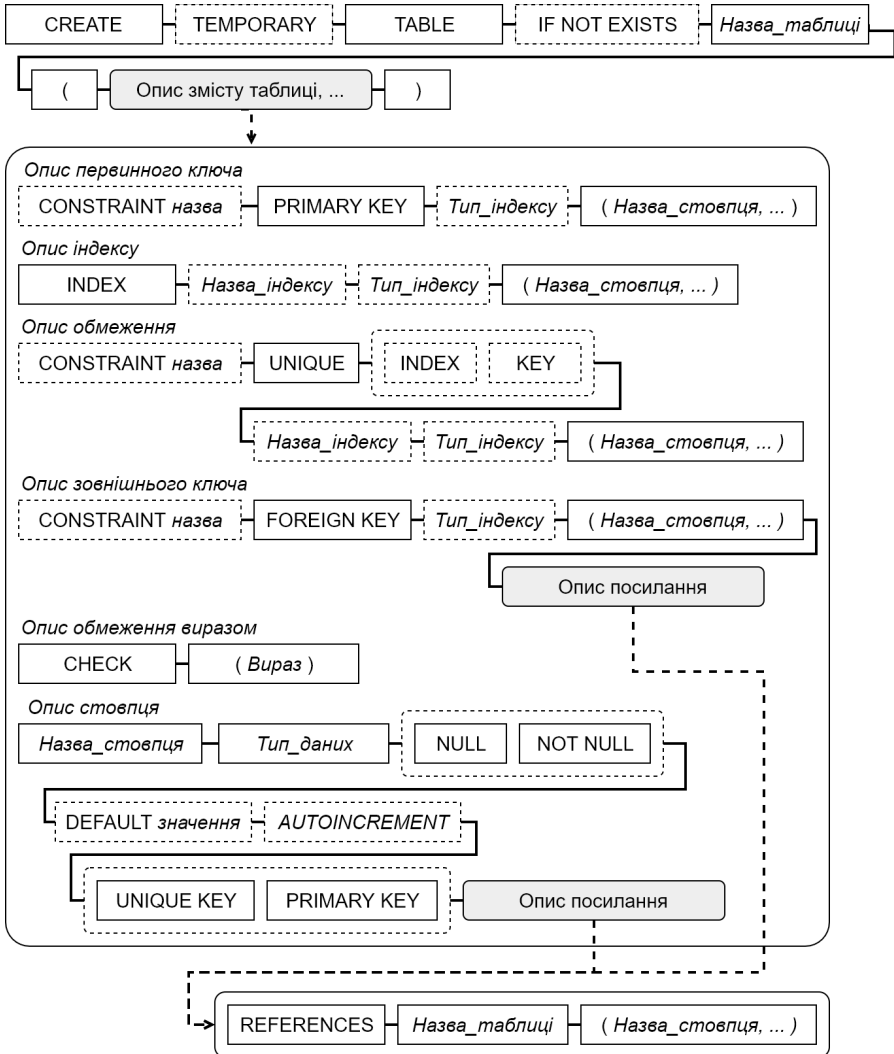 CREATE TEMPORARY TABLE IF NOT EXISTS Назва_таблиці
( Опис змісту таблиці, ... )
Опис первинного ключа
CONSTRAINT назва PRIMARY KEY Тип_індексу ( Назва_стовпця, ... )
Опис індексу
INDEX Назва_індексу Тип_індексу ( Назва_стовпця, ... )
Опис обмеження
CONSTRAINT назва UNIQUE INDEX KEY
Назва_індексу Тип_індексу ( Назва_стовпця, ... )
Опис зовнішнього ключа
CONSTRAINT назва FOREIGN KEY Тип_індексу ( Назва_стовпця, ... )
Опис посилання
Опис обмеження виразом
CHECK ( Вираз )
Опис стовпця
Назва_стовпця Тип_даних NULL NOT NULL
DEFAULT значення AUTOINCREMENT
UNIQUE KEY PRIMARY KEY Опис посилання
REFERENCES Назва_таблиці ( Назва_стовпця, ... )